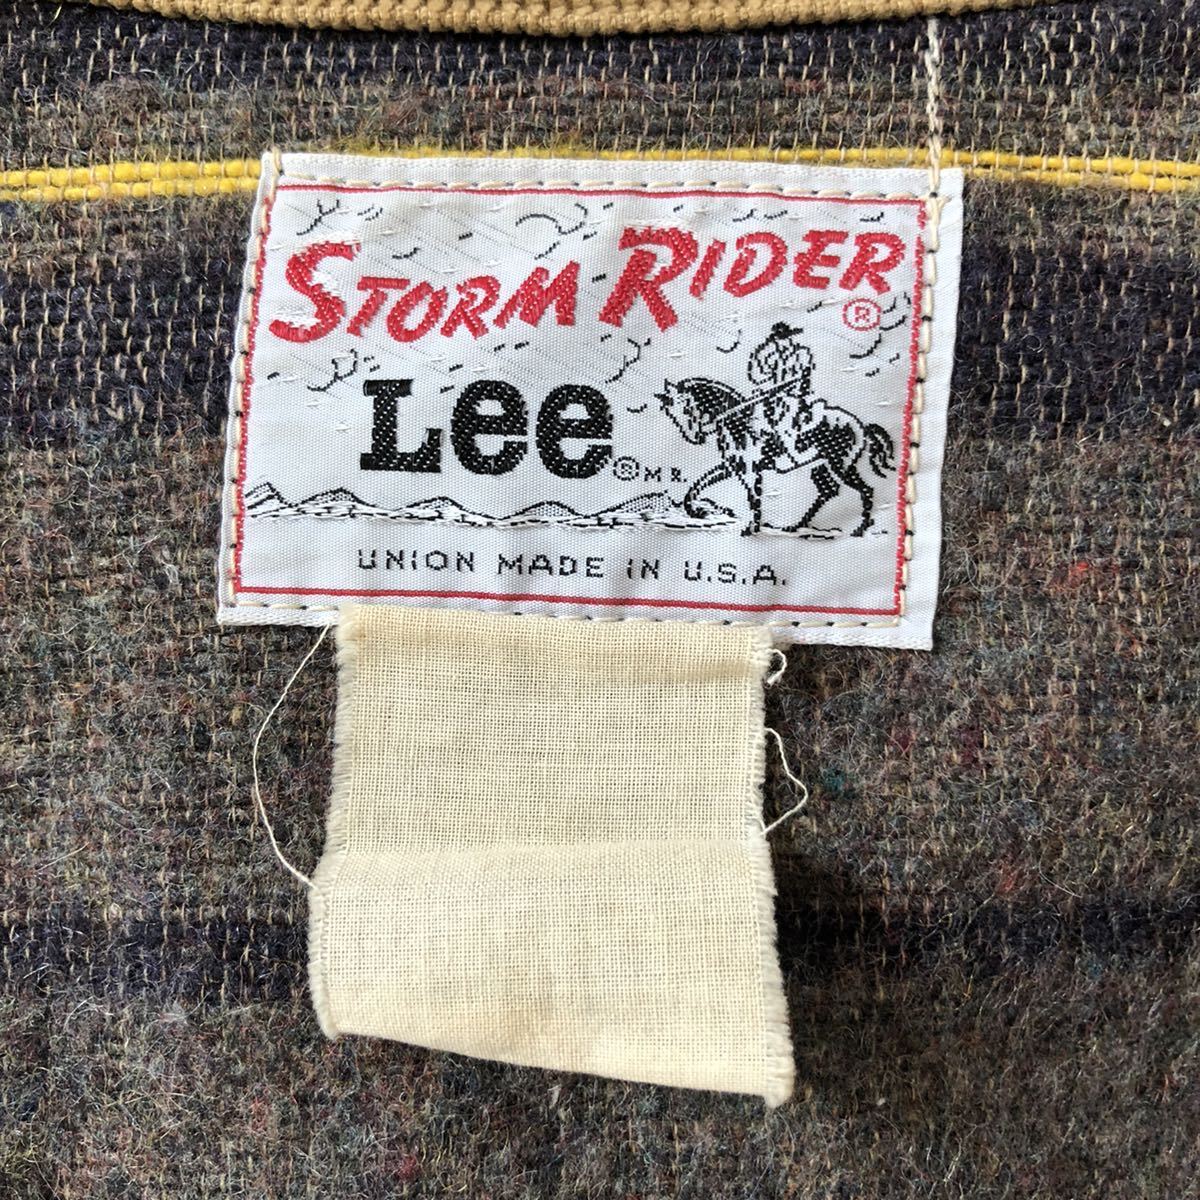 STORM RIDER ®
Lee ® M.R.
UNION MADE IN U.S.A.